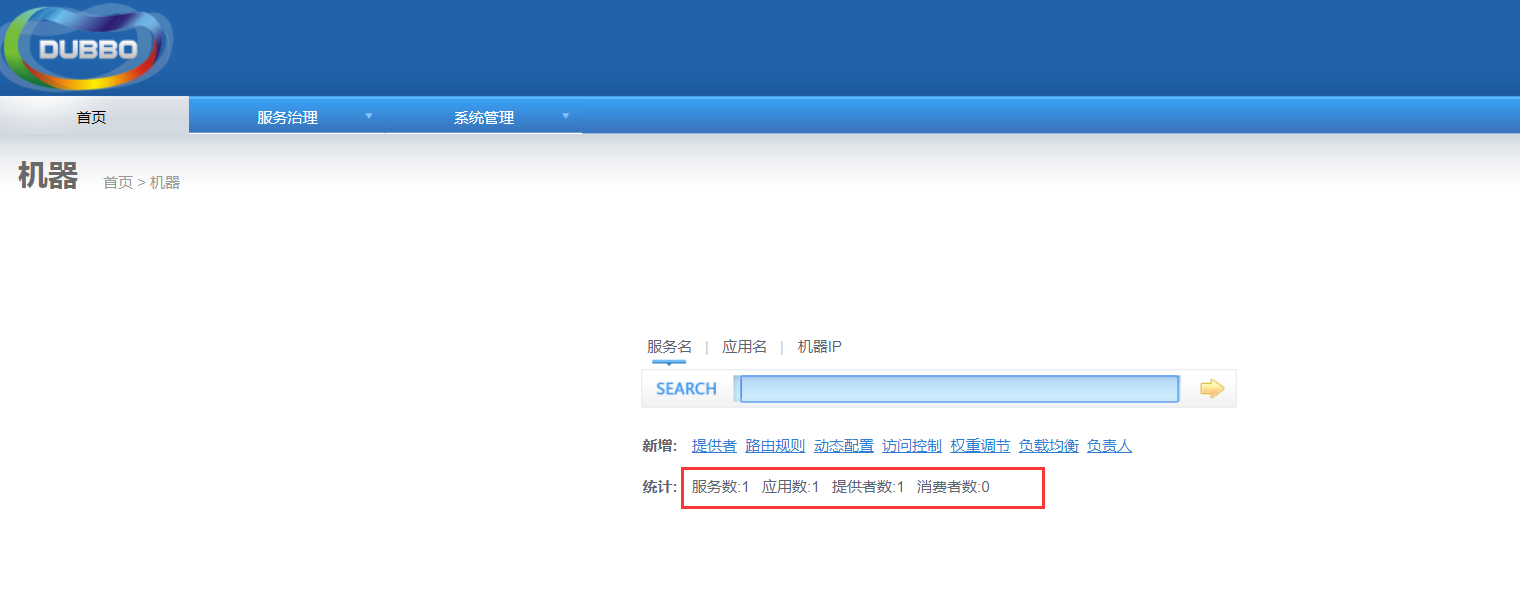 DUBBO
首页 服务治理 系统管理
机器 首页 > 机器
服务名 | 应用名 | 机器IP
SEARCH
新增: 提供者 路由规则 动态配置 访问控制 权重调节 负载均衡 负责人
统计: 服务数:1 应用数:1 提供者数:1 消费者数:0